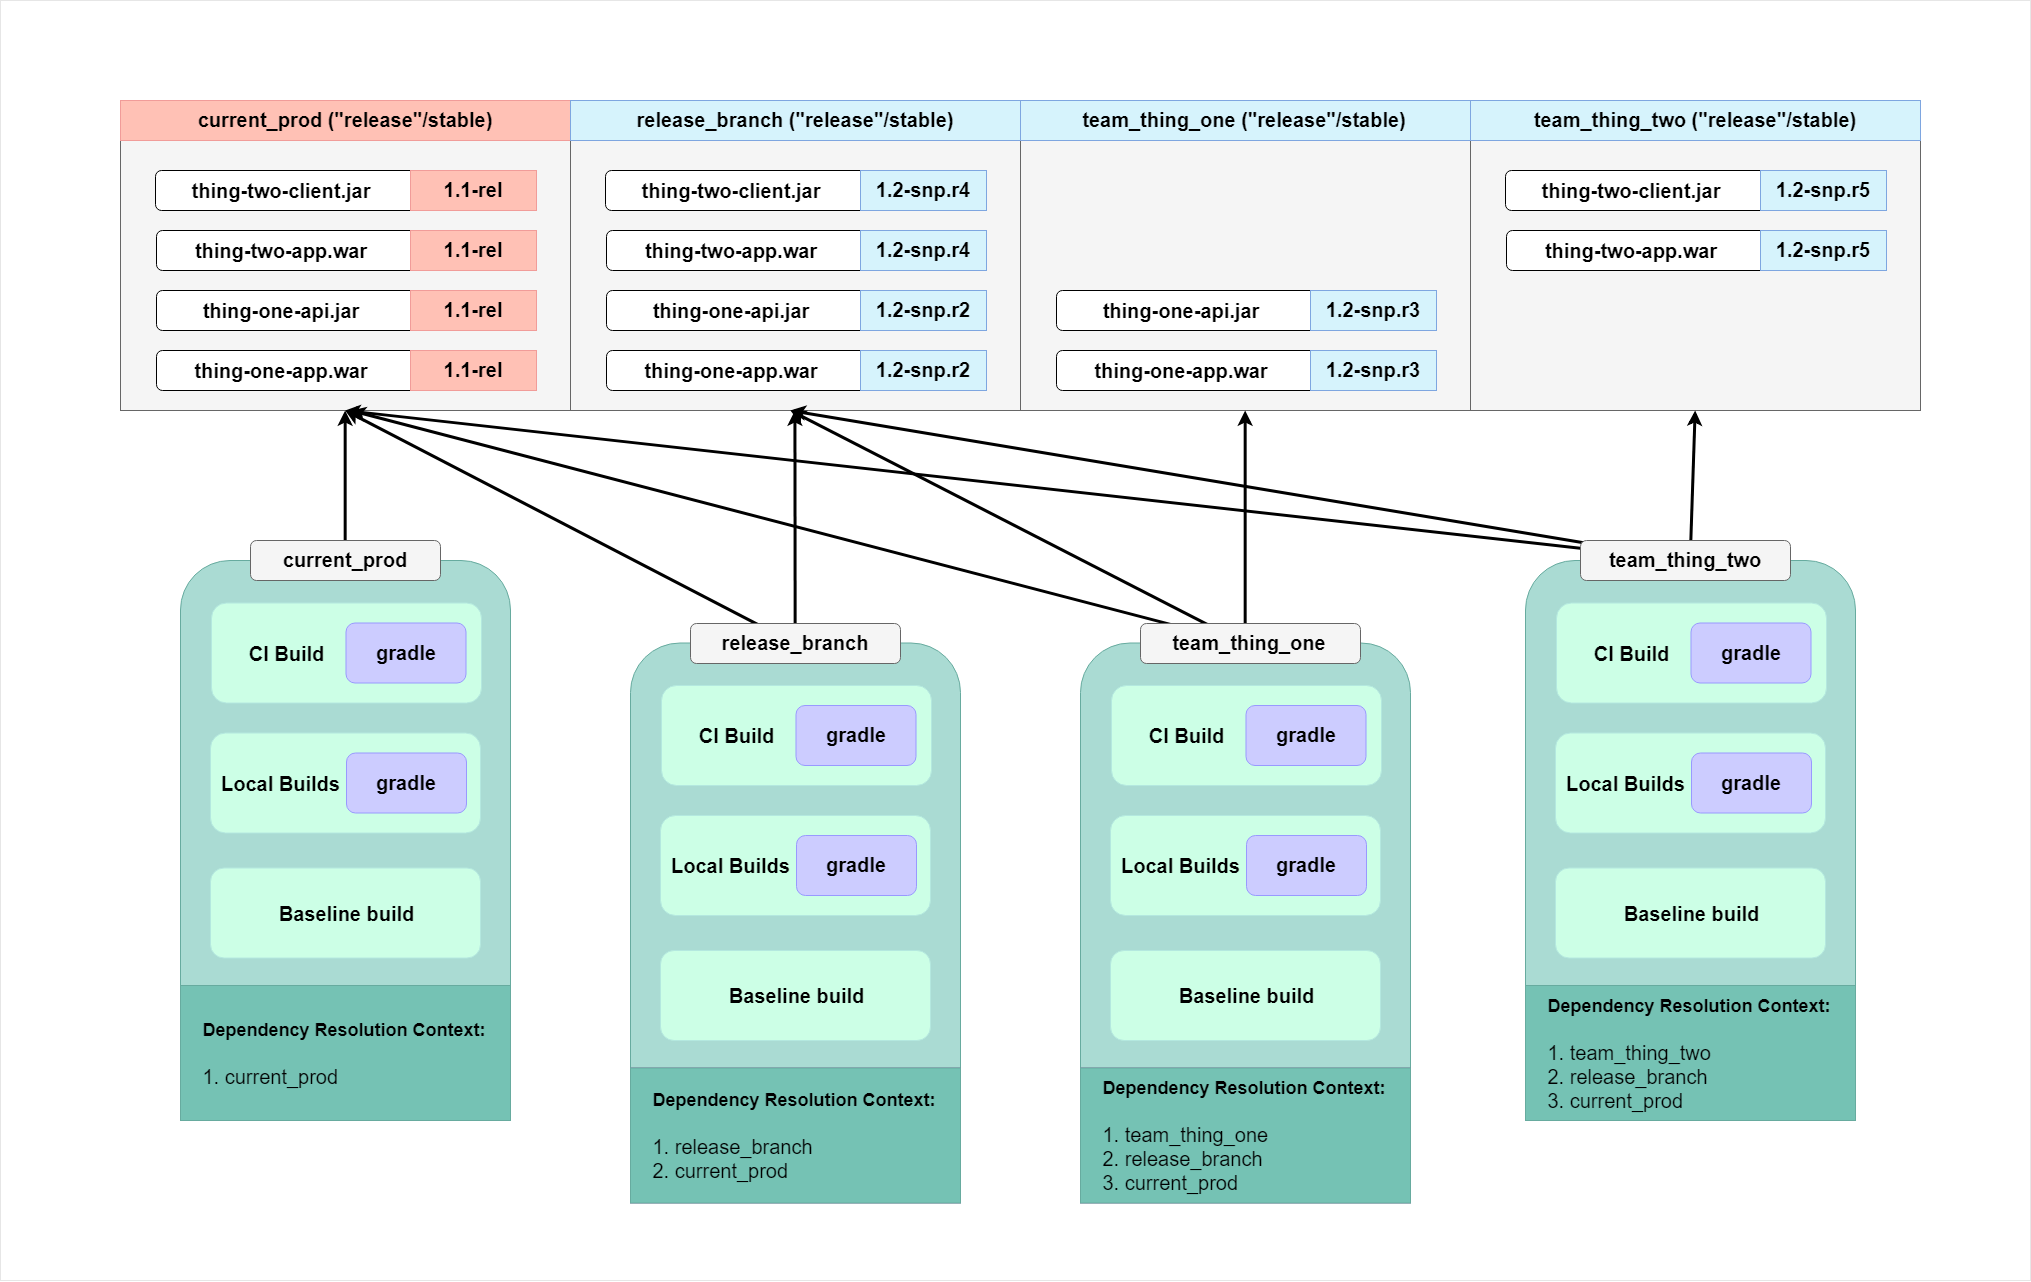 current_prod ("release"/stable)
release_branch ("release"/stable)
team_thing_one ("release"/stable)
team_thing_two ("release"/stable)
thing-two-client.jar 1.1-rel
thing-two-app.war 1.1-rel
thing-one-api.jar 1.1-rel
thing-one-app.war 1.1-rel
thing-two-client.jar 1.2-snp.r4
thing-two-app.war 1.2-snp.r4
thing-one-api.jar 1.2-snp.r2
thing-one-app.war 1.2-snp.r2
thing-one-api.jar 1.2-snp.r3
thing-one-app.war 1.2-snp.r3
thing-two-client.jar 1.2-snp.r5
thing-two-app.war 1.2-snp.r5
current_prod
CI Build gradle
Local Builds gradle
Baseline build
Dependency Resolution Context:
1. current_prod
release_branch
CI Build gradle
Local Builds gradle
Baseline build
Dependency Resolution Context:
1. release_branch
2. current_prod
team_thing_one
CI Build gradle
Local Builds gradle
Baseline build
Dependency Resolution Context:
1. team_thing_one
2. release_branch
3. current_prod
team_thing_two
CI Build gradle
Local Builds gradle
Baseline build
Dependency Resolution Context:
1. team_thing_two
2. release_branch
3. current_prod